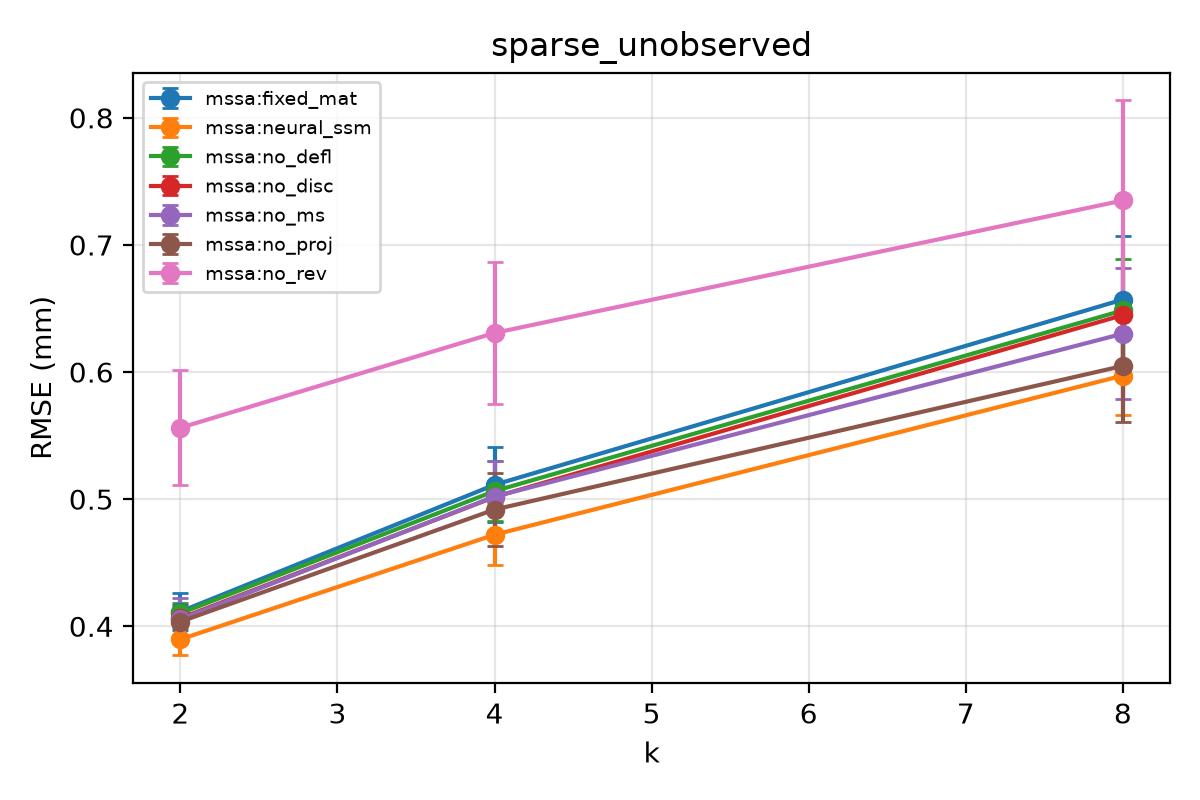 sparse_unobserved
mssa:fixed_mat
mssa:neural_ssm
mssa:no_defl
mssa:no_disc
mssa:no_ms
mssa:no_proj
mssa:no_rev
RMSE (mm)
0.8
0.7
0.6
0.5
0.4
2 3 4 5 6 7 8
k